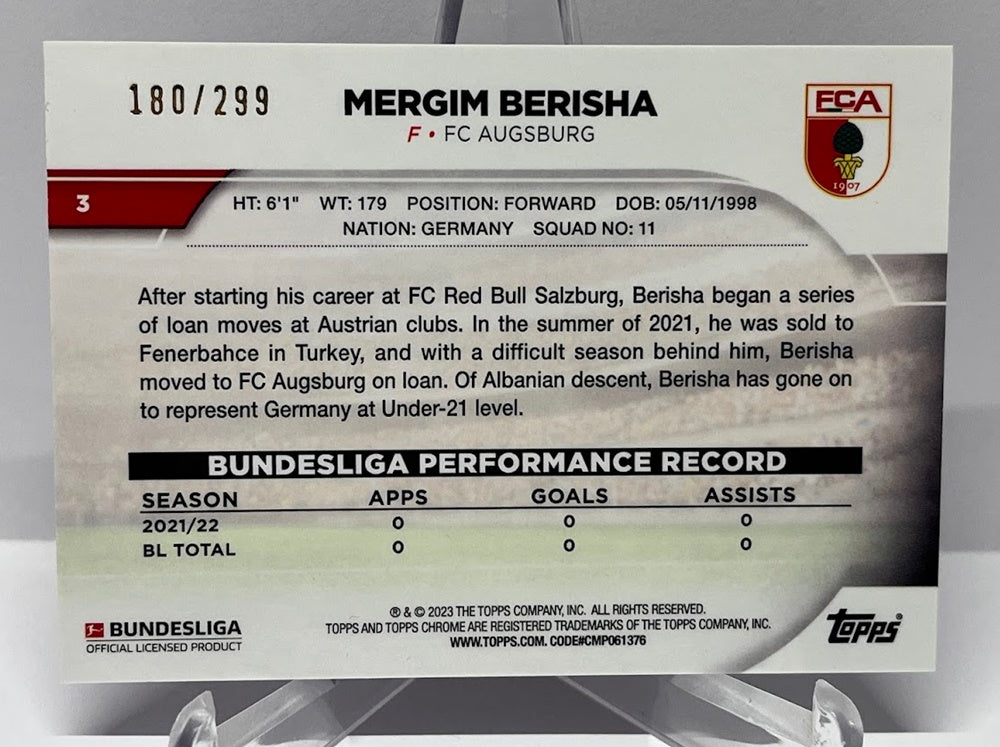 180/299
MERGIM BERISHA
F • FC AUGSBURG
FCA
1907
3
HT: 6'1" WT: 179 POSITION: FORWARD DOB: 05/11/1998
NATION: GERMANY SQUAD NO: 11
After starting his career at FC Red Bull Salzburg, Berisha began a series
of loan moves at Austrian clubs. In the summer of 2021, he was sold to
Fenerbahce in Turkey, and with a difficult season behind him, Berisha
moved to FC Augsburg on loan. Of Albanian descent, Berisha has gone on
to represent Germany at Under-21 level.
BUNDESLIGA PERFORMANCE RECORD
SEASON APPS GOALS ASSISTS
2021/22 0 0 0
BL TOTAL 0 0 0
BUNDESLIGA
OFFICIAL LICENSED PRODUCT
® & © 2023 THE TOPPS COMPANY, INC. ALL RIGHTS RESERVED.
TOPPS AND TOPPS CHROME ARE REGISTERED TRADEMARKS OF THE TOPPS COMPANY, INC.
WWW.TOPPS.COM. CODE#CMP061376
topps®